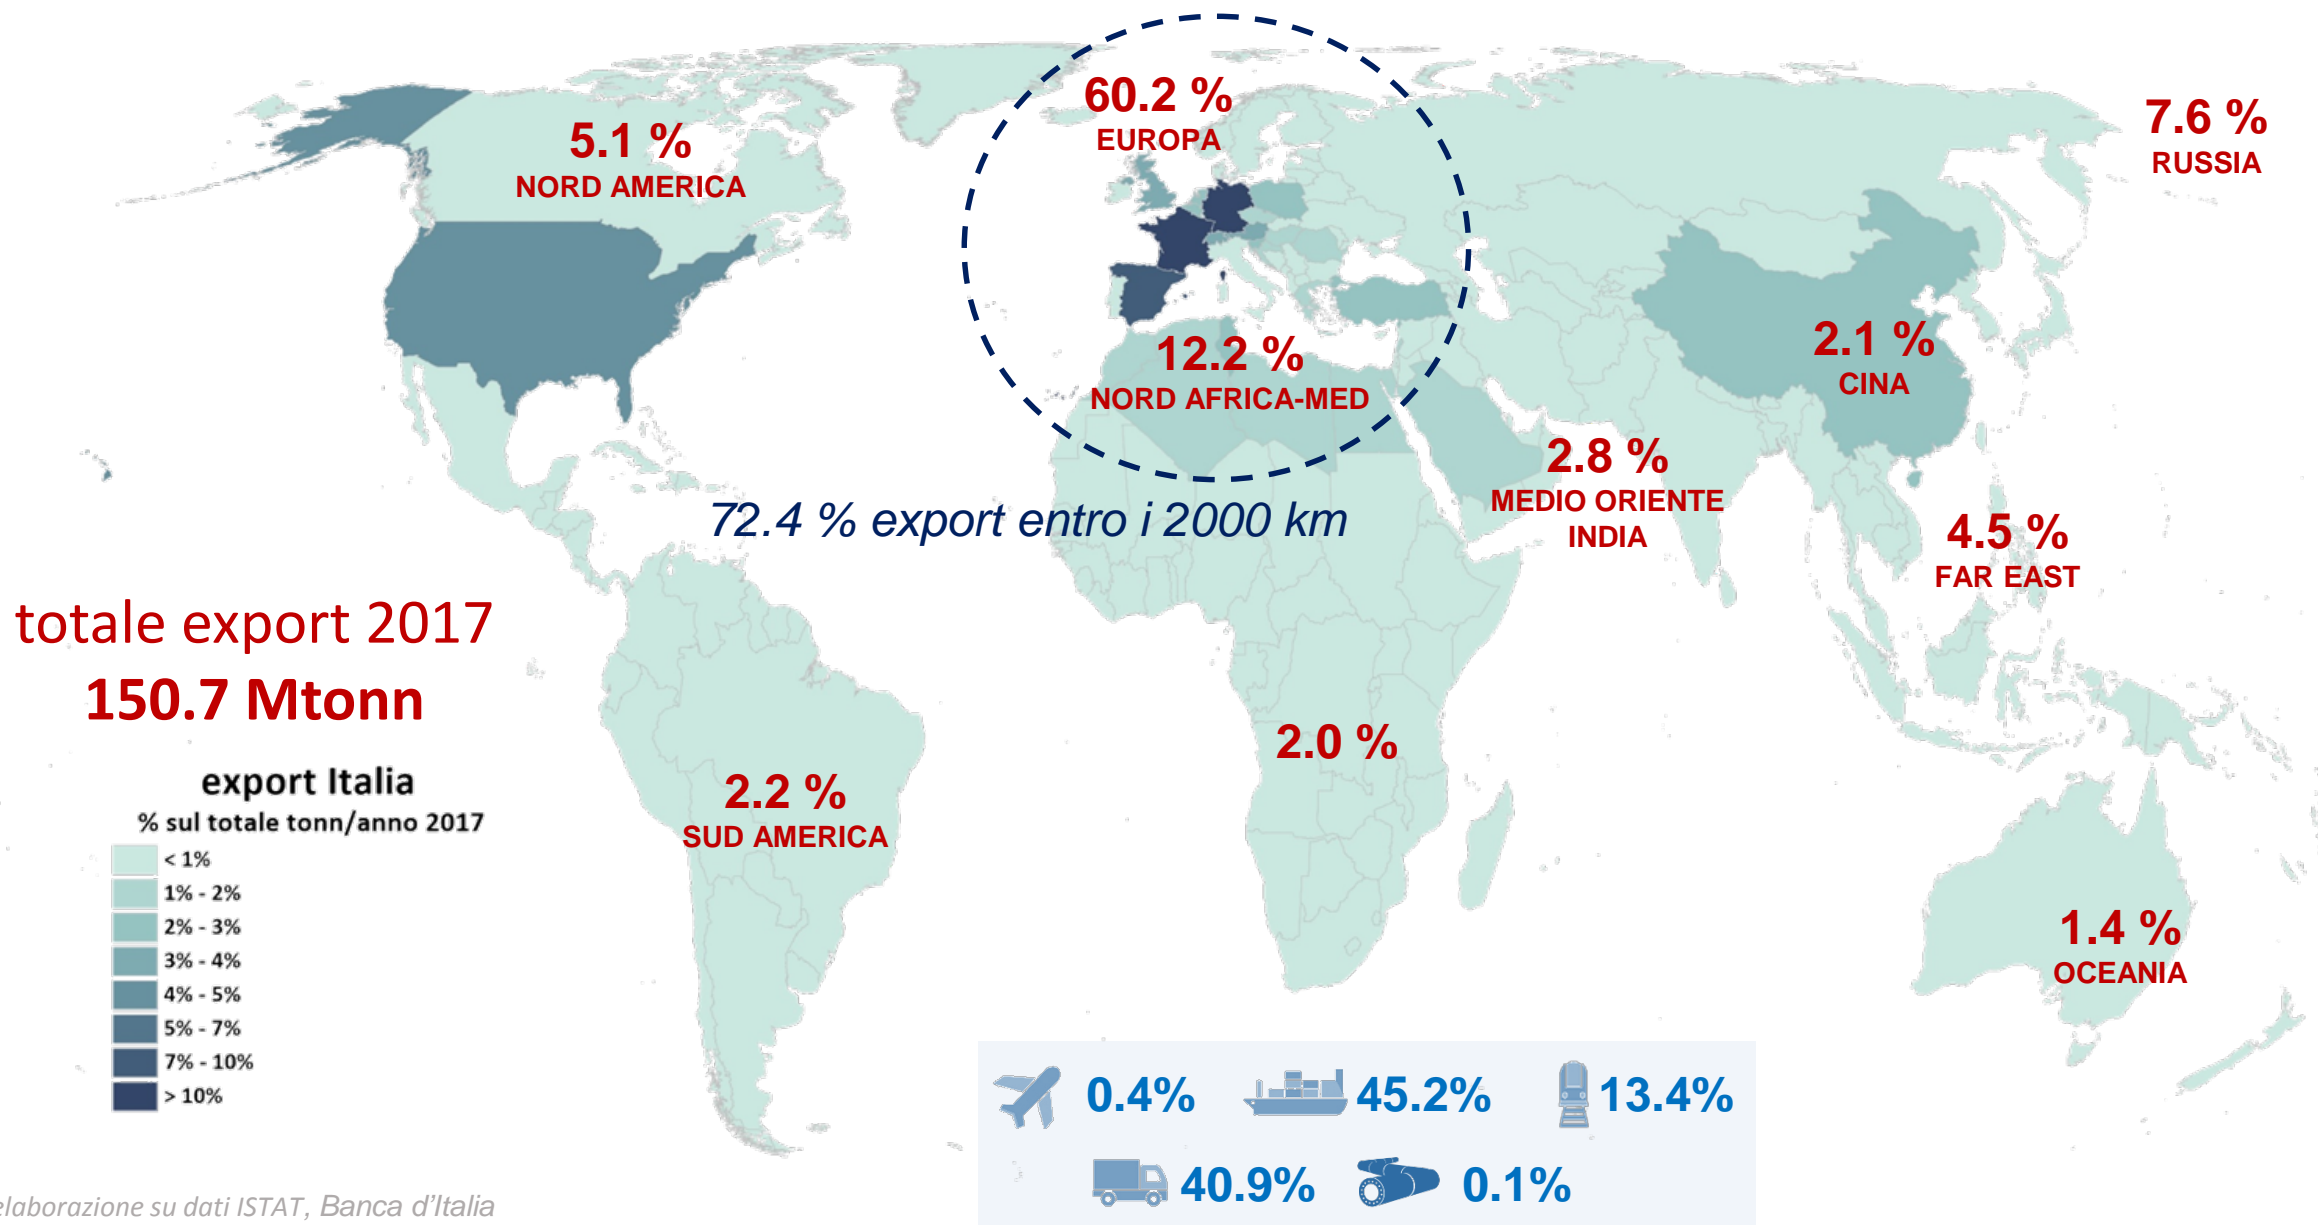 60.2 %
EUROPA
5.1 %
NORD AMERICA
7.6 %
RUSSIA
12.2 %
NORD AFRICA-MED
2.1 %
CINA
2.8 %
MEDIO ORIENTE
INDIA
72.4 % export entro i 2000 km
4.5 %
FAR EAST
totale export 2017
150.7 Mtonn
2.0 %
2.2 %
SUD AMERICA
1.4 %
OCEANIA
export Italia
% sul totale tonn/anno 2017
< 1%
1% - 2%
2% - 3%
3% - 4%
4% - 5%
5% - 7%
7% - 10%
> 10%
0.4% 45.2% 13.4%
40.9% 0.1%
elaborazione su dati ISTAT, Banca d'Italia